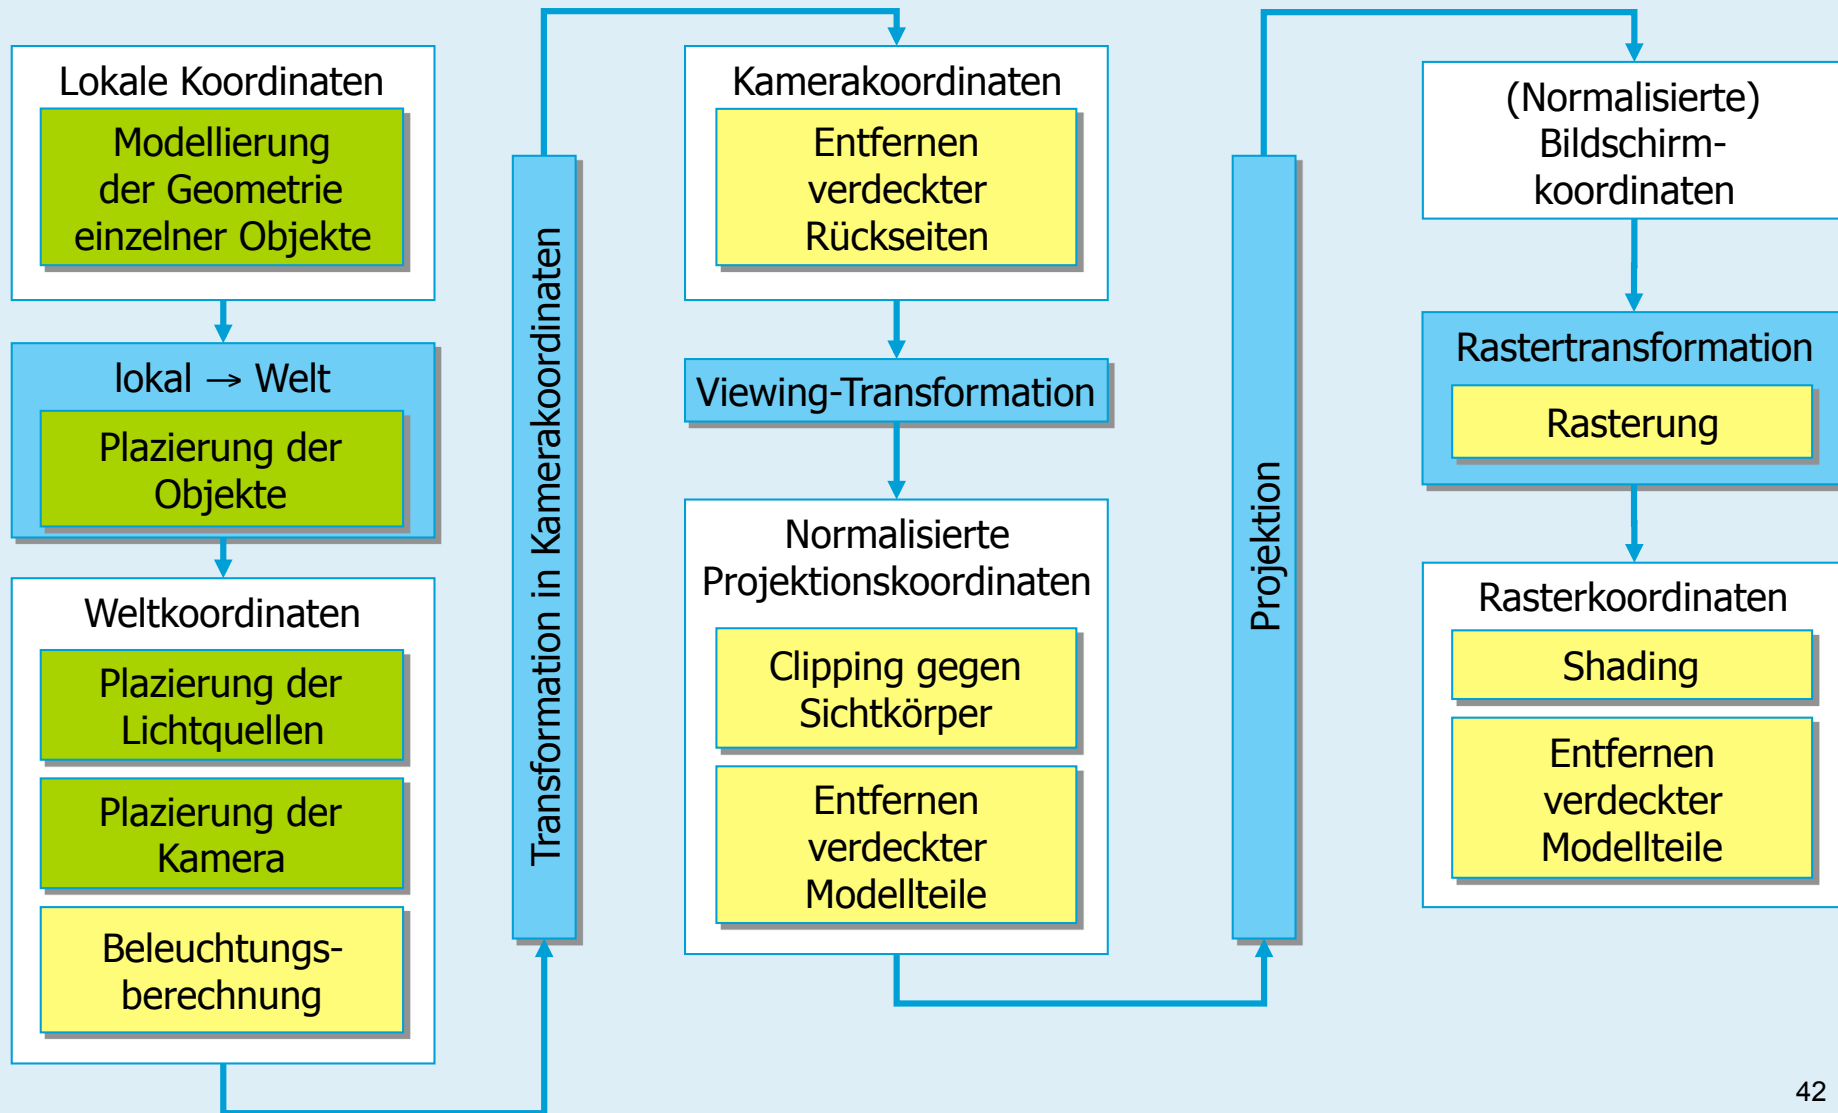 Lokale Koordinaten
Modellierung
der Geometrie
einzelner Objekte
lokal → Welt
Plazierung der
Objekte
Weltkoordinaten
Plazierung der
Lichtquellen
Plazierung der
Kamera
Beleuchtungs-
berechnung
Transformation in Kamerakoordinaten
Kamerakoordinaten
Entfernen
verdeckter
Rückseiten
Viewing-Transformation
Normalisierte
Projektionskoordinaten
Clipping gegen
Sichtkörper
Entfernen
verdeckter
Modellteile
Projektion
(Normalisierte)
Bildschirm-
koordinaten
Rastertransformation
Rasterung
Rasterkoordinaten
Shading
Entfernen
verdeckter
Modellteile
42